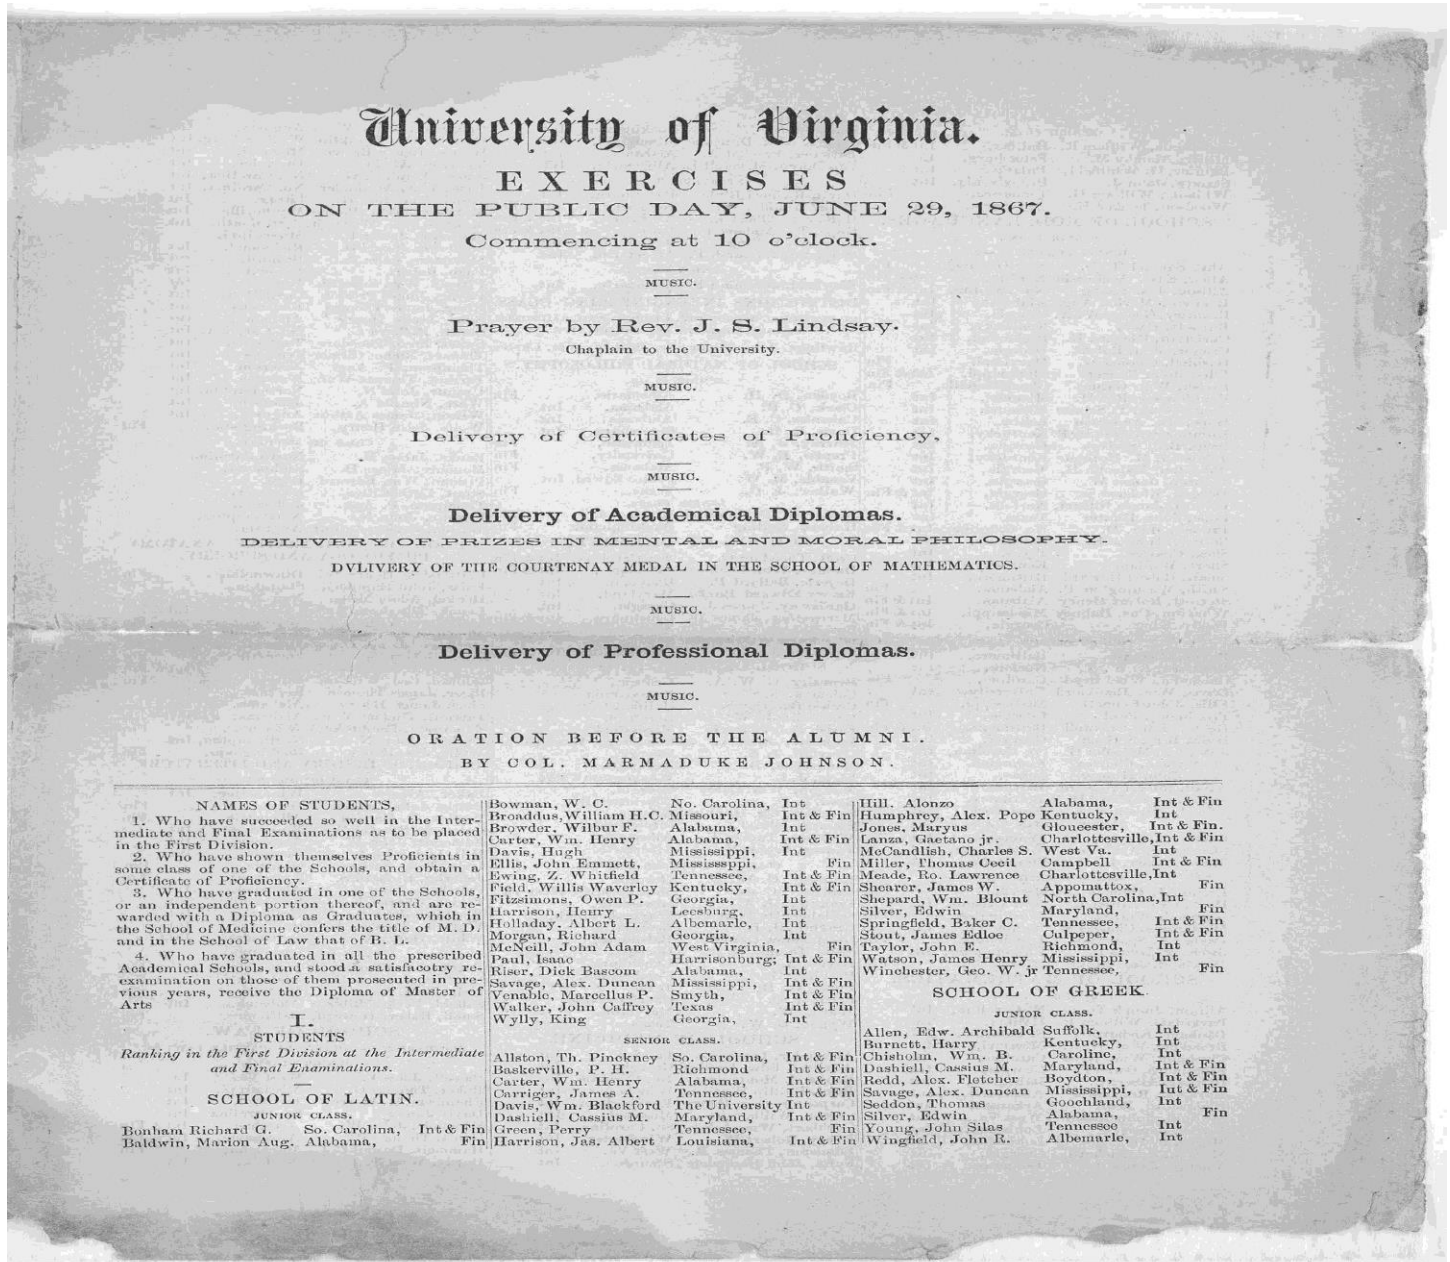 University of Virginia.
EXERCISES
ON THE PUBLIC DAY, JUNE 29, 1867.
Commencing at 10 o'clock.
MUSIC.
Prayer by Rev. J. S. Lindsay.
Chaplain to the University.
MUSIC.
Delivery of Certificates of Proficiency,
MUSIC.
Delivery of Academical Diplomas.
DELIVERY OF PRIZES IN MENTAL AND MORAL PHILOSOPHY.
DVLIVERY OF THE COURTENAY MEDAL IN THE SCHOOL OF MATHEMATICS.
MUSIC.
Delivery of Professional Diplomas.
MUSIC.
ORATION BEFORE THE ALUMNI.
BY COL. MARMADUKE JOHNSON.
NAMES OF STUDENTS,
1. Who have succeeded so well in the Inter-
mediate and Final Examinations as to be placed
in the First Division.
2. Who have shown themselves Proficients in
some class of one of the Schools, and obtain a
Certificate of Proficiency.
3. Who have graduated in one of the Schools,
or an independent portion thereof, and are re-
warded with a Diploma as Graduates, which in
the School of Medicine confers the title of M. D.
and in the School of Law that of B. L.
4. Who have graduated in all the prescribed
Academical Schools, and stood a satisfacotry re-
examination on those of them prosecuted in pre-
vious years, receive the Diploma of Master of
Arts
I.
STUDENTS
Ranking in the First Division at the Intermediate
and Final Enaminations.
SCHOOL OF LATIN.
JUNIOR CLASS.
Bonham Richard G. So. Carolina, Int & Fin
Baldwin, Marion Aug. Alabama, Fin
Bowman, W. C. No. Carolina, Int
Broaddus, William H.C. Missouri, Int & Fin
Browder, Wilbur F. Alabama, Int
Carter, Wm. Henry Alabama, Int & Fin
Davis, Hugh Mississippi, Int
Ellis, John Emmett, Mississsppi, Fin
Ewing, Z. Whitfield Tennessee, Int & Fin
Field, Willis Waverley Kentucky, Int & Fin
Fitzsimons, Owen P. Georgia, Int
Harrison, Henry Leesburg, Int
Holladay, Albert L. Albemarle, Int
Morgan, Richard Georgia, Int
McNeill, John Adam West Virginia, Fin
Paul, Isaac Harrisonburg; Int & Fin
Riser, Dick Bascom Alabama, Int
Savage, Alex. Duncan Mississippi, Int & Fin
Venable, Marcellus P. Smyth, Int & Fin
Walker, John Caffrey Texas Int & Fin
Wylly, King Georgia, Int
SENIOR CLASS.
Allston, Th. Pinckney So. Carolina, Int & Fin
Baskerville, P. H. Richmond Int & Fin
Carter, Wm. Henry Alabama, Int & Fin
Carriger, James A. Tennessee, Int & Fin
Davis, Wm. Blackford The University Int
Dashiell, Cassius M. Maryland, Int & Fin
Green, Perry Tennessee, Fin
Harrison, Jas. Albert Louisiana, Int & Fin
Hill. Alonzo Alabama, Int & Fin
Humphrey, Alex. Pope Kentucky, Int
Jones, Maryus Gloucester, Int & Fin.
Lanza, Gaetano jr. Charlottesville, Int & Fin
McCandlish, Charles S. West Va. Int
Miller, Thomas Cecil Campbell Int & Fin
Meade, Ro. Lawrence Charlottesville, Int
Shearer, James W. Appomattox, Fin
Shepard, Wm. Blount North Carolina, Int
Silver, Edwin Maryland, Fin
Springfield, Baker C. Tennessee, Int & Fin
Stout, James Edloe Culpeper, Int & Fin
Taylor, John E. Richmond, Int
Watson, James Henry Mississippi, Int
Winchester, Geo. W. jr Tennessee, Fin
SCHOOL OF GREEK
JUNIOR CLASS.
Allen, Edw. Archibald Suffolk, Int
Burnett, Harry Kentucky, Int
Chisholm, Wm. B. Caroline, Int
Dashiell, Cassius M. Maryland, Int & Fin
Redd, Alex. Fletcher Boydton, Int & Fin
Savage, Alex. Duncan Mississippi, Iut & Fin
Seddon, Thomas Goochland, Int
Silver, Edwin Alabama, Fin
Young, John Silas Tennessee Int
Wingfield, John R. Albemarle, Int